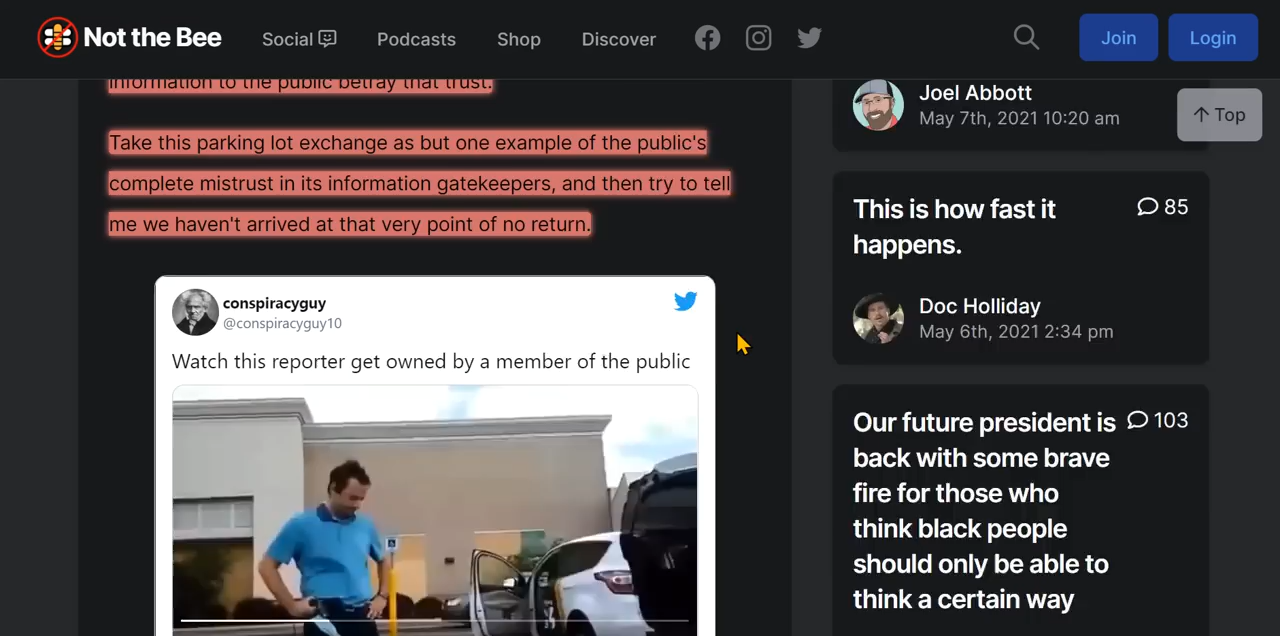 Not the Bee
Social
Podcasts
Shop
Discover
Join
Login
information to the public betray that trust.
Take this parking lot exchange as but one example of the public's
complete mistrust in its information gatekeepers, and then try to tell
me we haven't arrived at that very point of no return.
conspiracyguy
@conspiracyguy10
Watch this reporter get owned by a member of the public
Joel Abbott
May 7th, 2021 10:20 am
↑ Top
This is how fast it
happens.
85
Doc Holliday
May 6th, 2021 2:34 pm
Our future president is
103
back with some brave
fire for those who
think black people
should only be able to
think a certain way